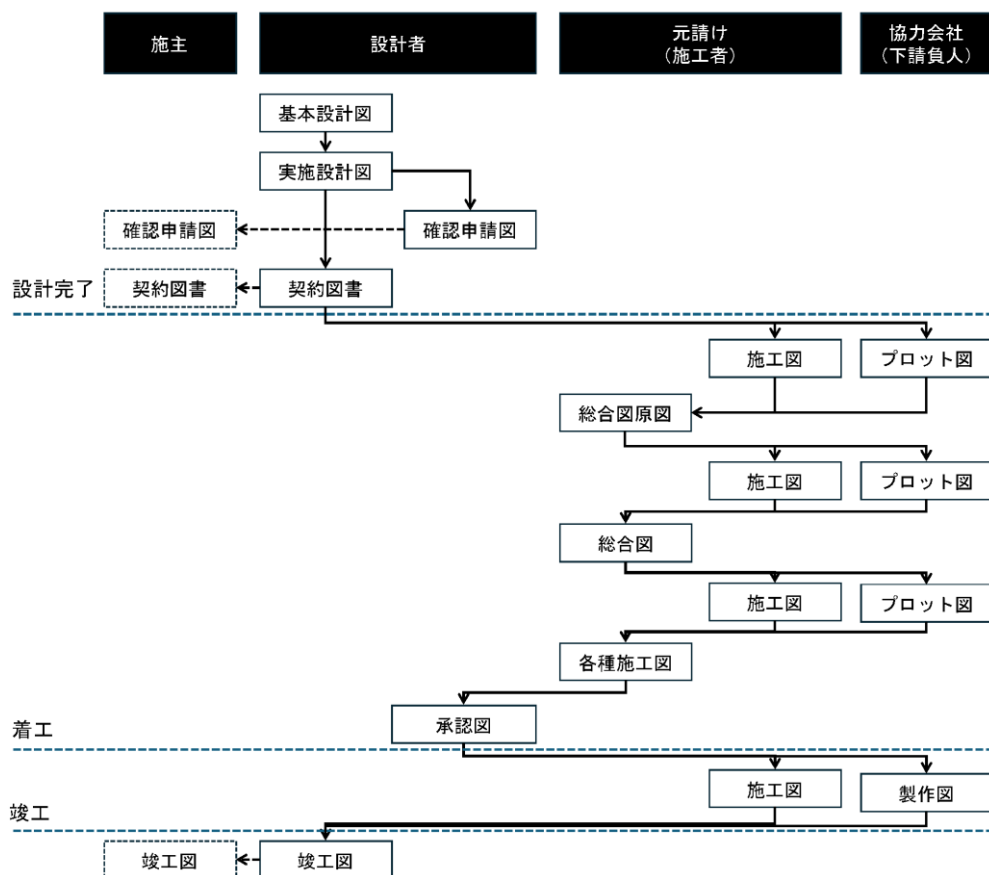 施主
設計者
元請け
（施工者）
協力会社
（下請負人）
基本設計図
実施設計図
確認申請図
確認申請図
設計完了
契約図書
契約図書
施工図
プロット図
総合図原図
施工図
プロット図
総合図
施工図
プロット図
各種施工図
着工
承認図
施工図
製作図
竣工
竣工図
竣工図